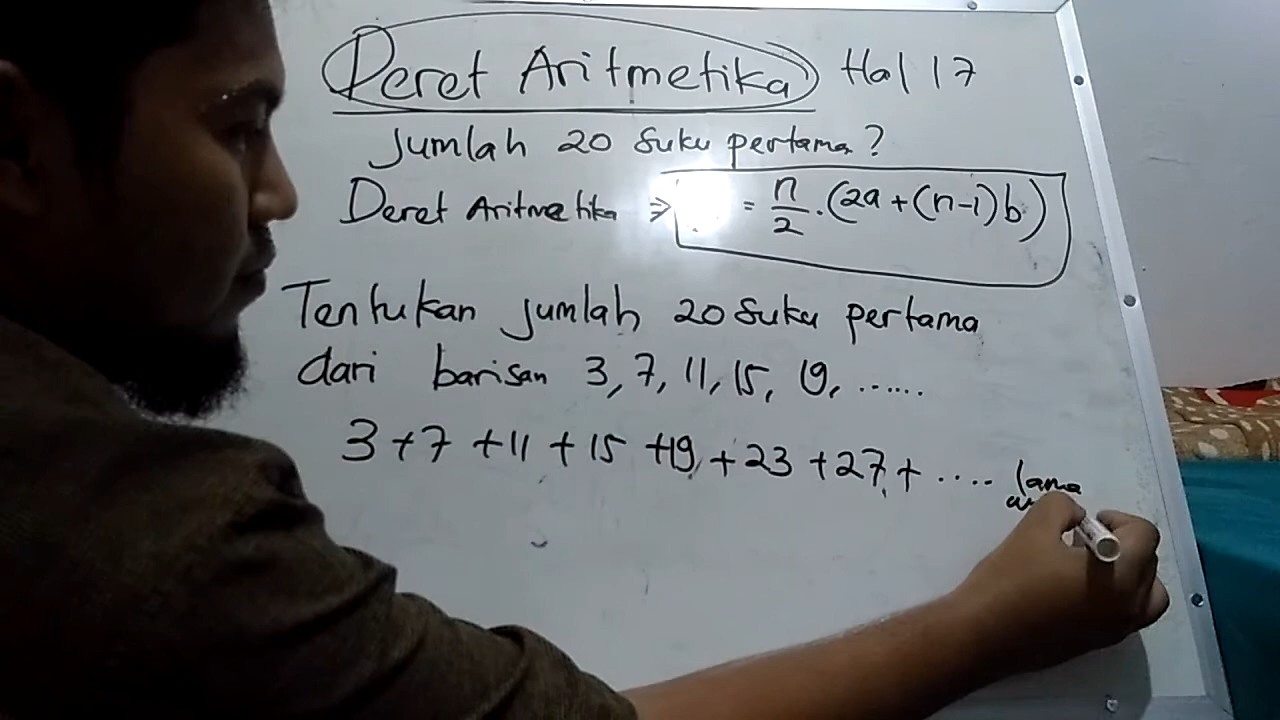 Deret Aritmetika Hal 17
Jumlah 20 Suku pertama?
Deret Aritmetika ⇒ = n/2 . (2a + (n-1)b)
Tentukan jumlah 20 Suku pertama
dari barisan 3, 7, 11, 15, 19, ......
3 + 7 + 11 + 15 + 19 + 23 + 27 + .... lama